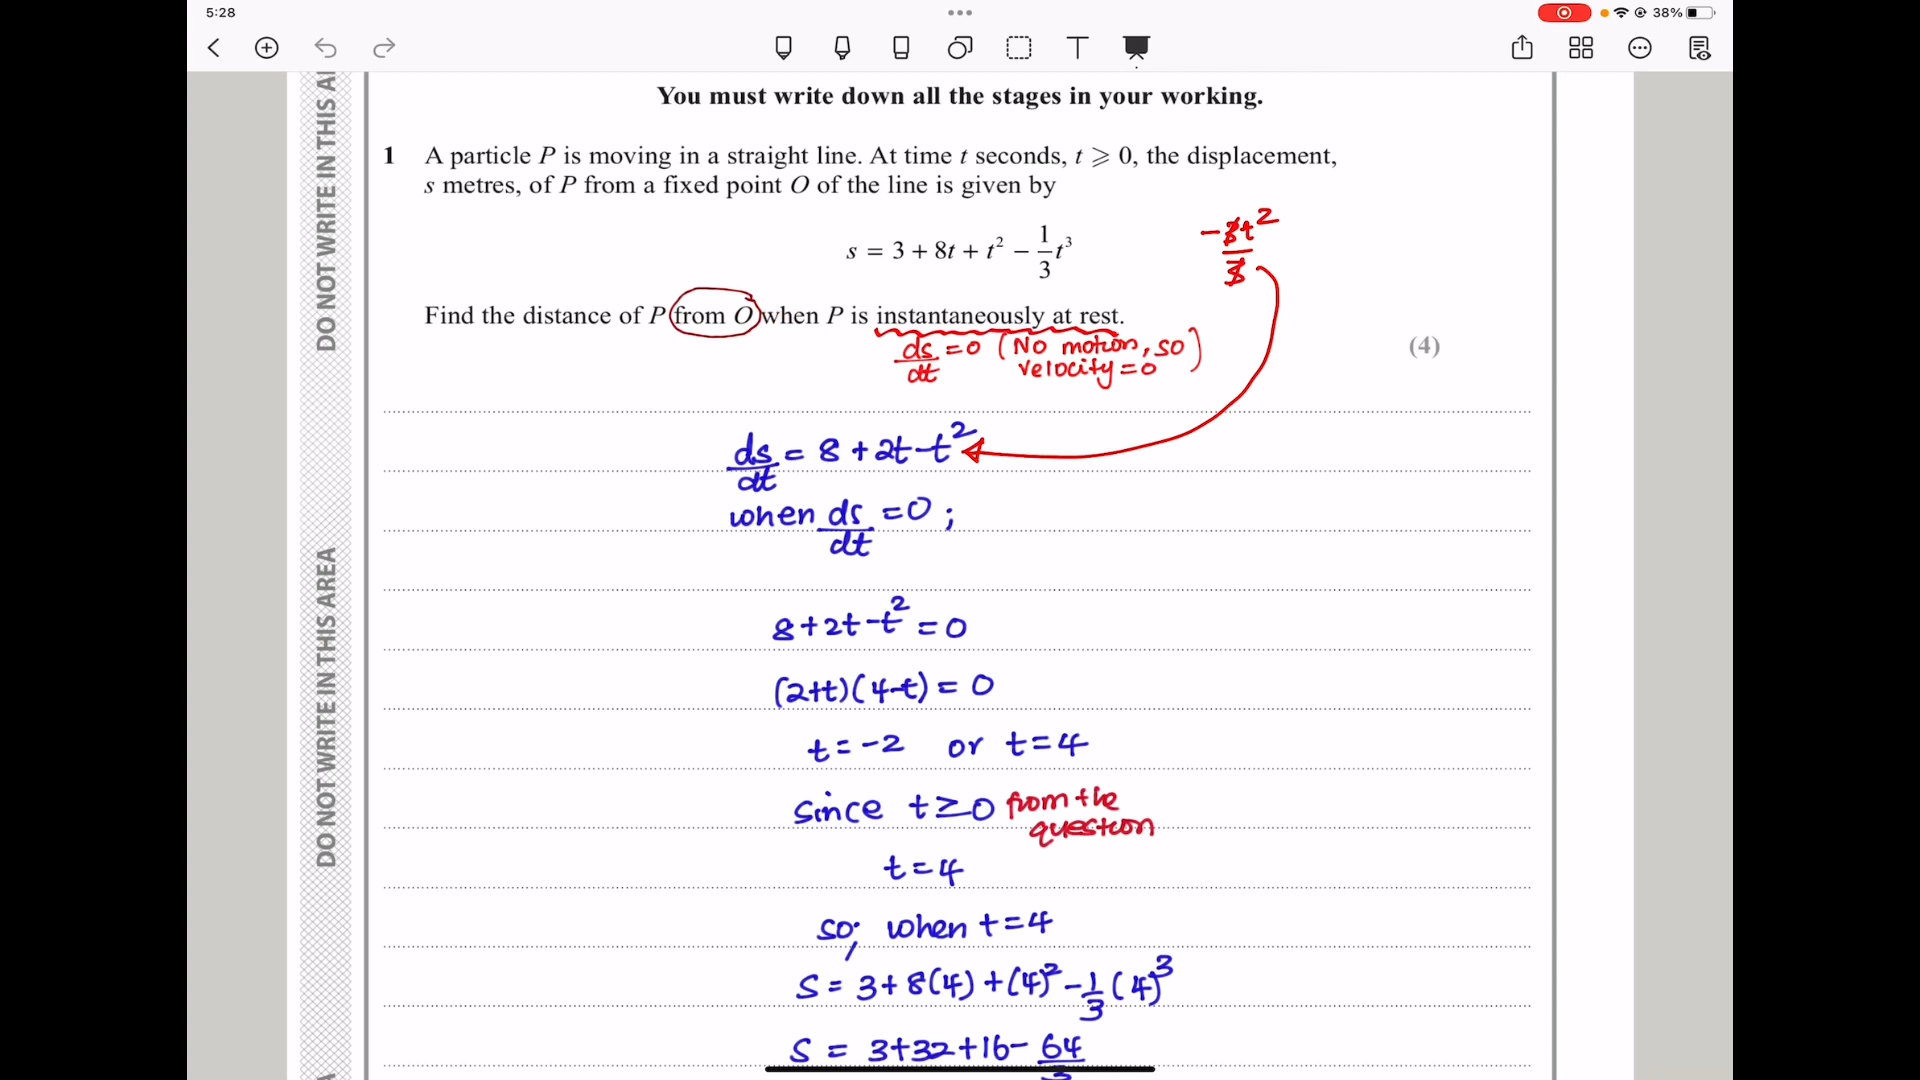 5:28
38%
You must write down all the stages in your working.
1 A particle P is moving in a straight line. At time t seconds, t ⩾ 0, the displacement,
s metres, of P from a fixed point O of the line is given by
s = 3 + 8t + t² − 1/3 t³
−3t²/3
Find the distance of P from O when P is instantaneously at rest.
(4)
ds/dt = 0 (No motion, so
velocity = 0)
ds/dt = 8 + 2t − t²
when ds/dt = 0 ;
8 + 2t − t² = 0
(2+t)(4−t) = 0
t = −2 or t = 4
since t ≥ 0 from the
question
t = 4
so; when t = 4
S = 3 + 8(4) + (4)² − 1/3 (4)³
S = 3 + 32 + 16 − 64/3
DO NOT WRITE IN THIS A
DO NOT WRITE IN THIS AREA